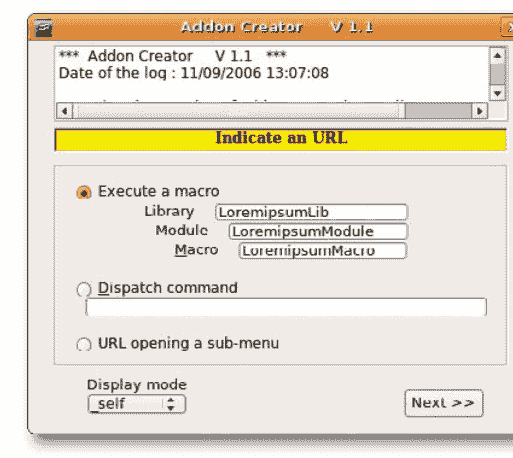 Addon Creator V 1.1
*** Addon Creator V 1.1 ***
Date of the log : 11/09/2006 13:07:08
Indicate an URL
Execute a macro
Library LoremipsumLib
Module LoremipsumModule
Macro LoremipsumMacro
Dispatch command
URL opening a sub-menu
Display mode
_self
Next >>